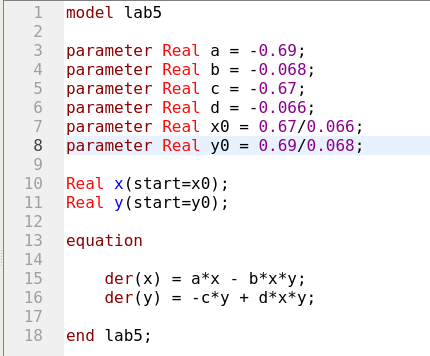 1 model lab5
2
3 parameter Real a = -0.69;
4 parameter Real b = -0.068;
5 parameter Real c = -0.67;
6 parameter Real d = -0.066;
7 parameter Real x0 = 0.67/0.066;
8 parameter Real y0 = 0.69/0.068;
9
10 Real x(start=x0);
11 Real y(start=y0);
12
13 equation
14
15     der(x) = a*x - b*x*y;
16     der(y) = -c*y + d*x*y;
17
18 end lab5;